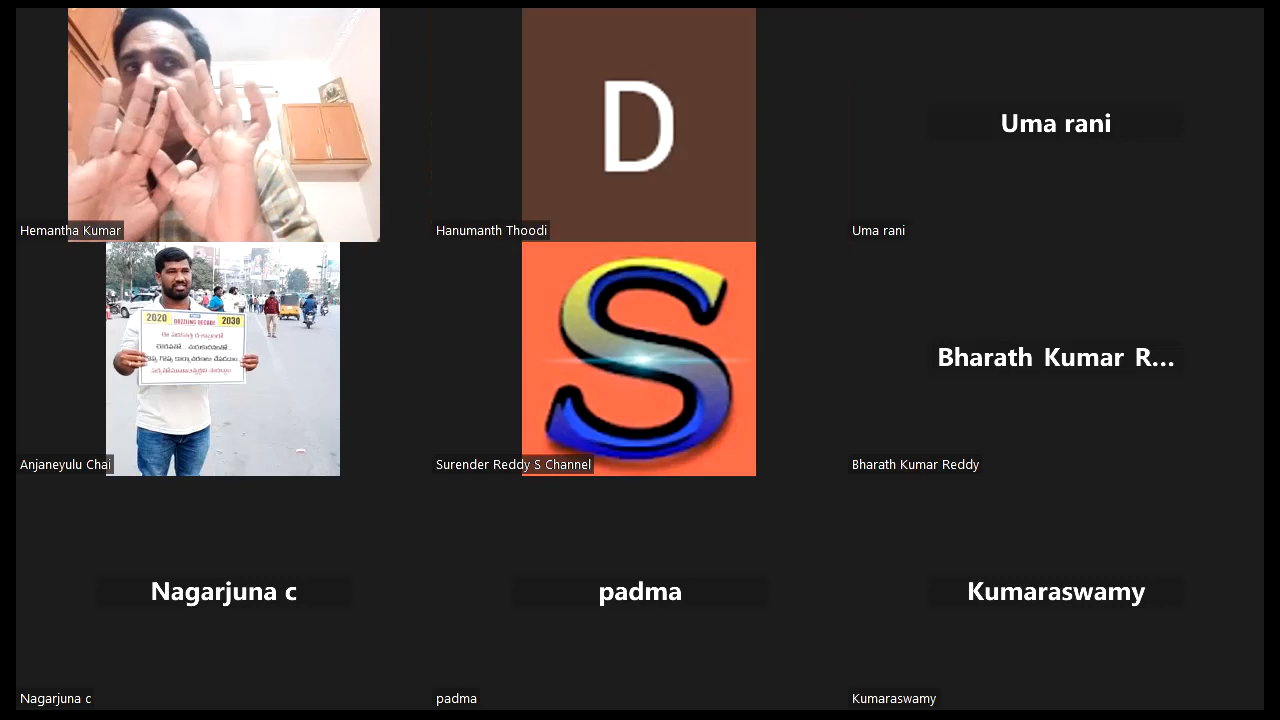 Hemantha Kumar
D
Hanumanth Thoodi
Uma rani
Uma rani
2020
2030
DAZZLING DECADE
Anjaneyulu Chai
S
Surender Reddy S Channel
Bharath Kumar R...
Bharath Kumar Reddy
Nagarjuna c
Nagarjuna c
padma
padma
Kumaraswamy
Kumaraswamy